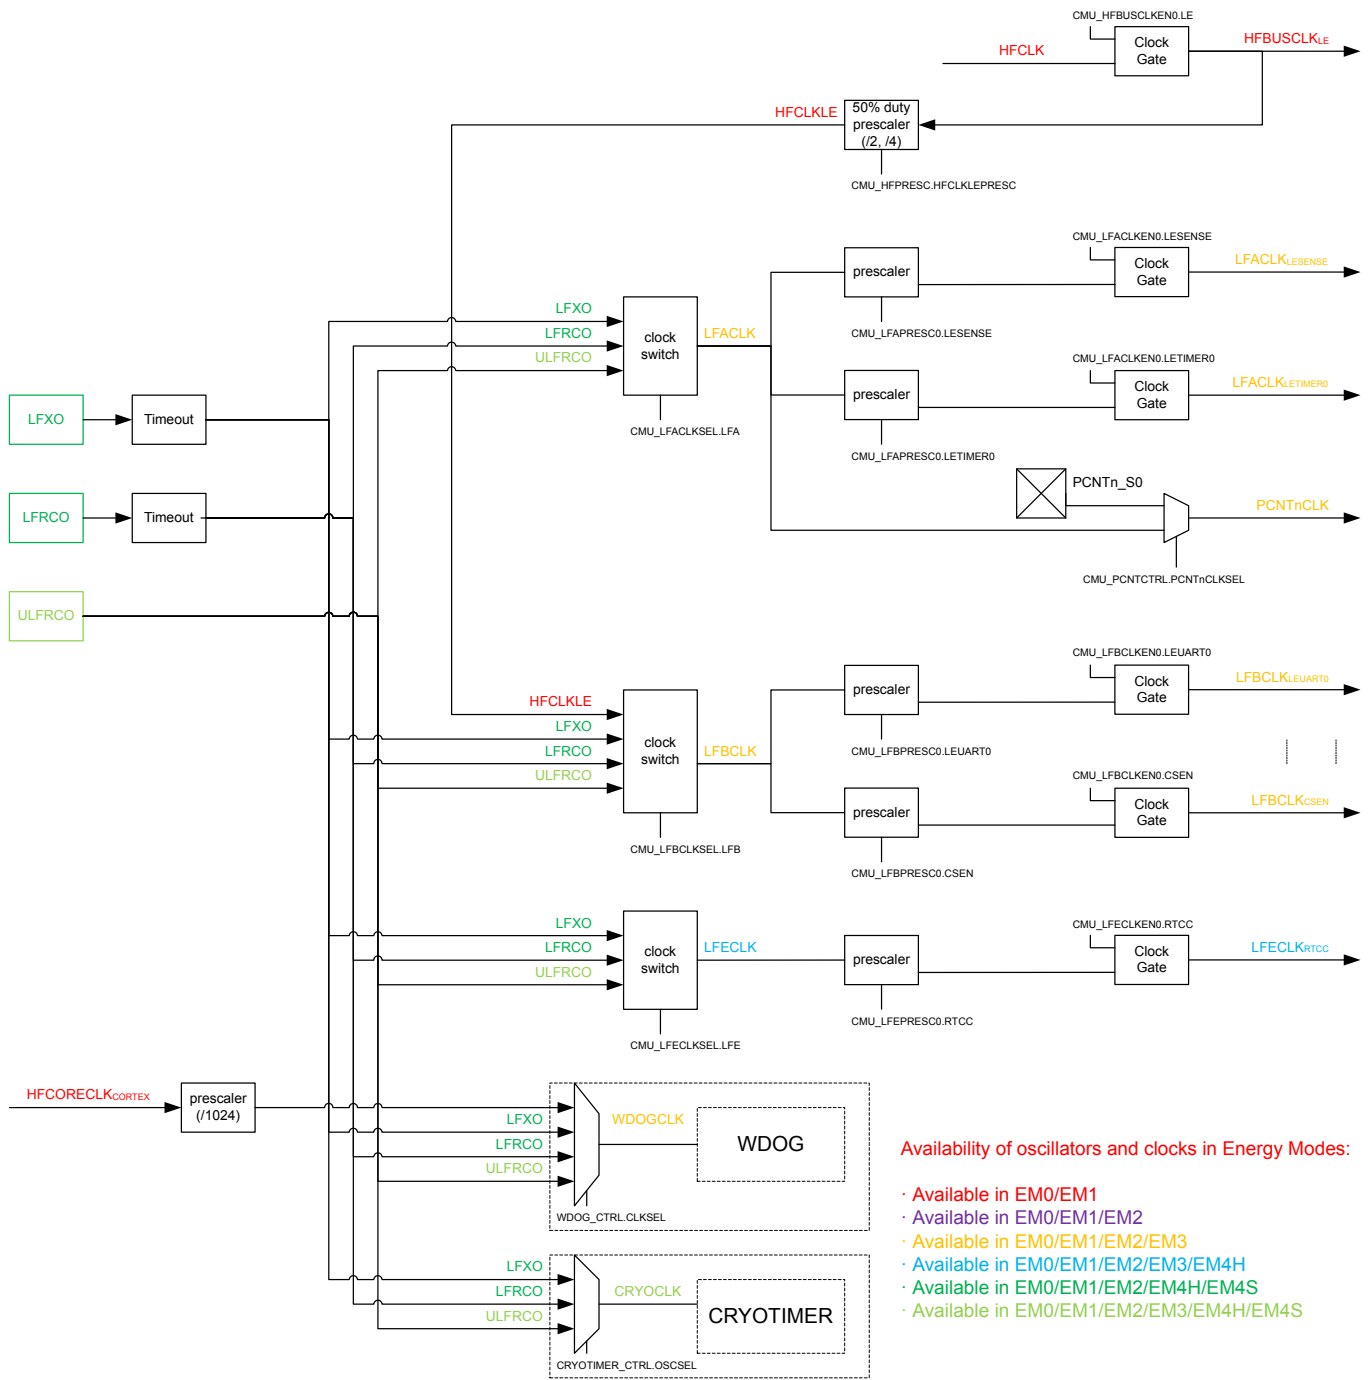 CMU_HFBUSCLKEN0.LE
HFCLK
Clock
Gate
HFBUSCLKLE
HFCLKLE
50% duty
prescaler
(/2, /4)
CMU_HFPRESC.HFCLKLEPRESC
CMU_LFACLKEN0.LESENSE
prescaler
Clock
Gate
LFACLKLESENSE
CMU_LFAPRESC0.LESENSE
LFXO
LFRCO
ULFRCO
clock
switch
LFACLK
CMU_LFACLKSEL.LFA
CMU_LFACLKEN0.LETIMER0
prescaler
Clock
Gate
LFACLKLETIMER0
CMU_LFAPRESC0.LETIMER0
LFXO
Timeout
LFRCO
Timeout
ULFRCO
PCNTn_S0
PCNTnCLK
CMU_PCNTCTRL.PCNTnCLKSEL
CMU_LFBCLKEN0.LEUART0
prescaler
Clock
Gate
LFBCLKLEUART0
CMU_LFBPRESC0.LEUART0
HFCLKLE
LFXO
LFRCO
ULFRCO
clock
switch
LFBCLK
CMU_LFBCLKSEL.LFB
CMU_LFBCLKEN0.CSEN
prescaler
Clock
Gate
LFBCLKCSEN
CMU_LFBPRESC0.CSEN
LFXO
LFRCO
ULFRCO
clock
switch
LFECLK
CMU_LFECLKSEL.LFE
prescaler
CMU_LFEPRESC0.RTCC
CMU_LFECLKEN0.RTCC
Clock
Gate
LFECLKRTCC
HFCORECLKCORTEX
prescaler
(/1024)
LFXO
LFRCO
ULFRCO
WDOGCLK
WDOG
WDOG_CTRL.CLKSEL
LFXO
LFRCO
ULFRCO
CRYOCLK
CRYOTIMER
CRYOTIMER_CTRL.OSCSEL
Availability of oscillators and clocks in Energy Modes:
· Available in EM0/EM1
· Available in EM0/EM1/EM2
· Available in EM0/EM1/EM2/EM3
· Available in EM0/EM1/EM2/EM3/EM4H
· Available in EM0/EM1/EM2/EM4H/EM4S
· Available in EM0/EM1/EM2/EM3/EM4H/EM4S